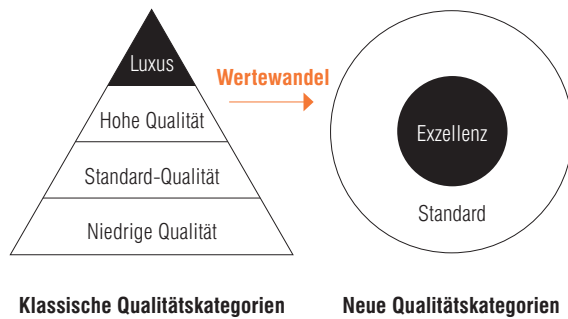 Luxus
Wertewandel
Hohe Qualität
Standard-Qualität
Niedrige Qualität
Exzellenz
Standard
Klassische Qualitätskategorien
Neue Qualitätskategorien